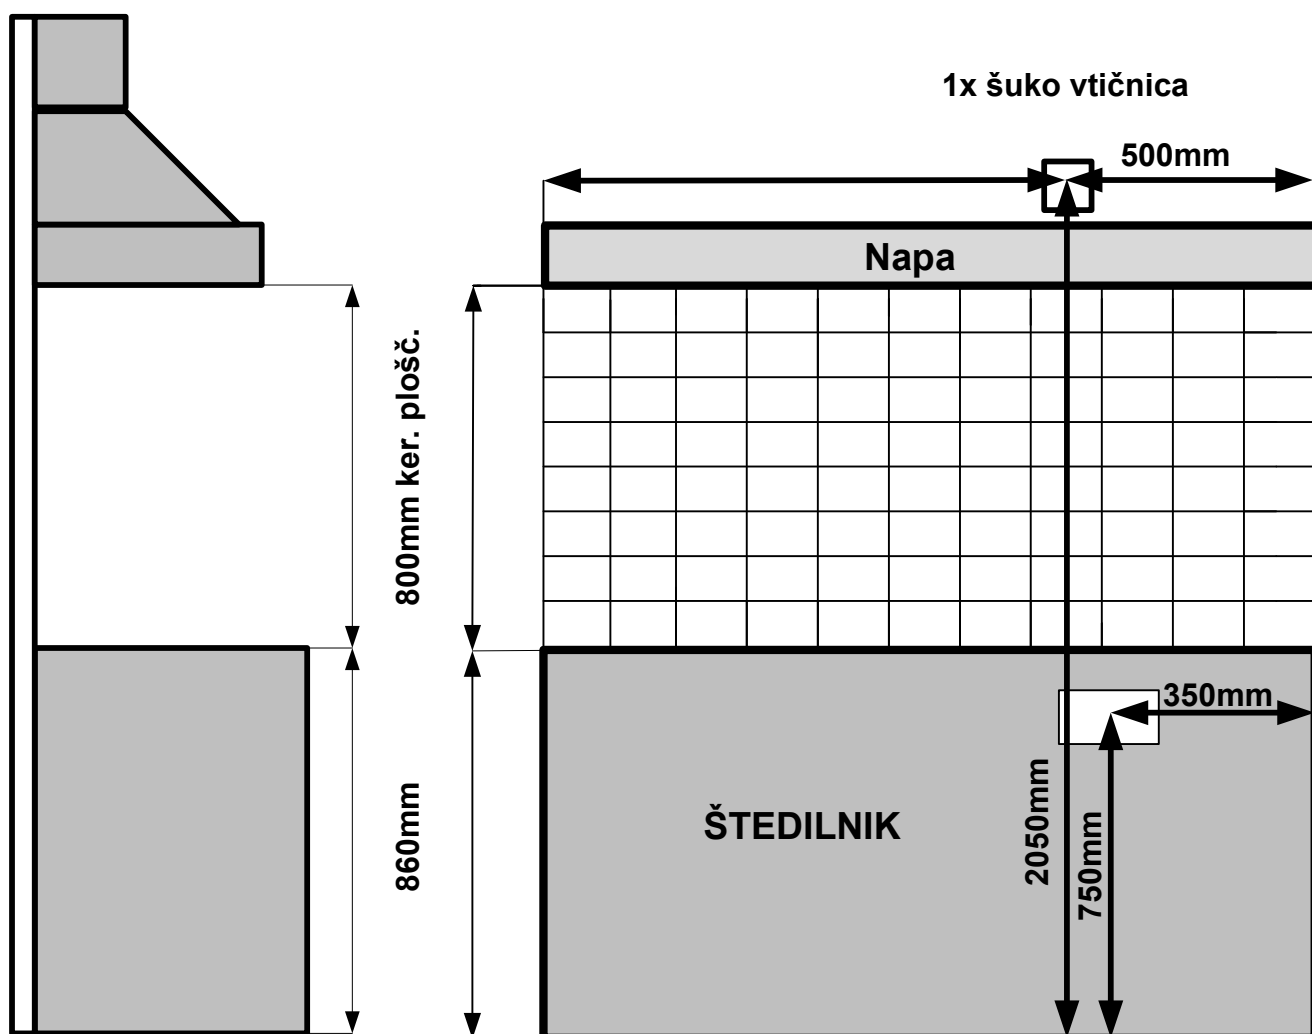 1x šuko vtičnica
500mm
Napa
800mm ker. plošč.
350mm
860mm
ŠTEDILNIK
2050mm
750mm